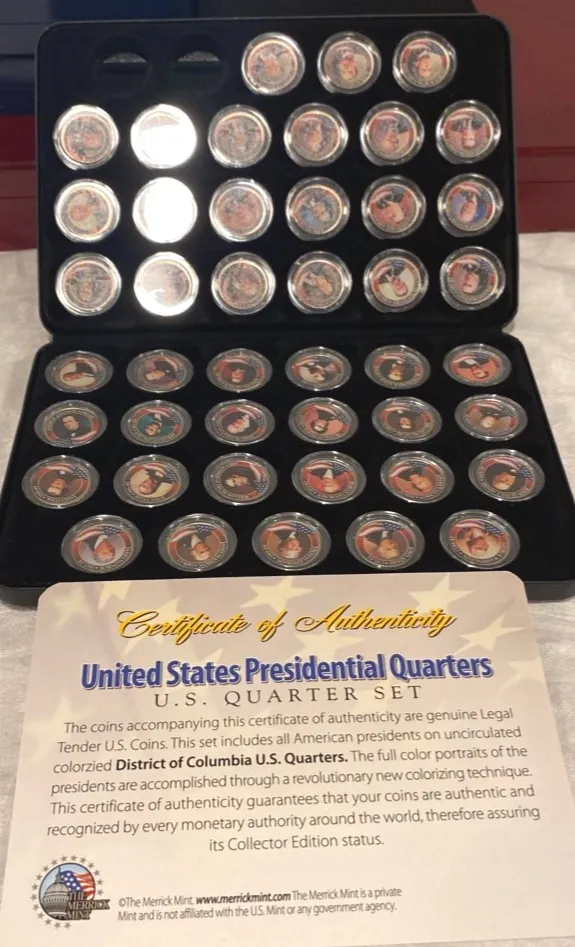 Certificate of Authenticity
United States Presidential Quarters
U.S. QUARTER SET
The coins accompanying this certificate of authenticity are genuine Legal
Tender U.S. Coins. This set includes all American presidents on uncirculated
colorzied District of Columbia U.S. Quarters. The full color portraits of the
presidents are accomplished through a revolutionary new colorizing technique.
This certificate of authenticity guarantees that your coins are authentic and
recognized by every monetary authority around the world, therefore assuring
its Collector Edition status.
THE
MERRICK
MINT
©The Merrick Mint. www.merrickmint.com The Merrick Mint is a private
Mint and is not affiliated with the U.S. Mint or any government agency.